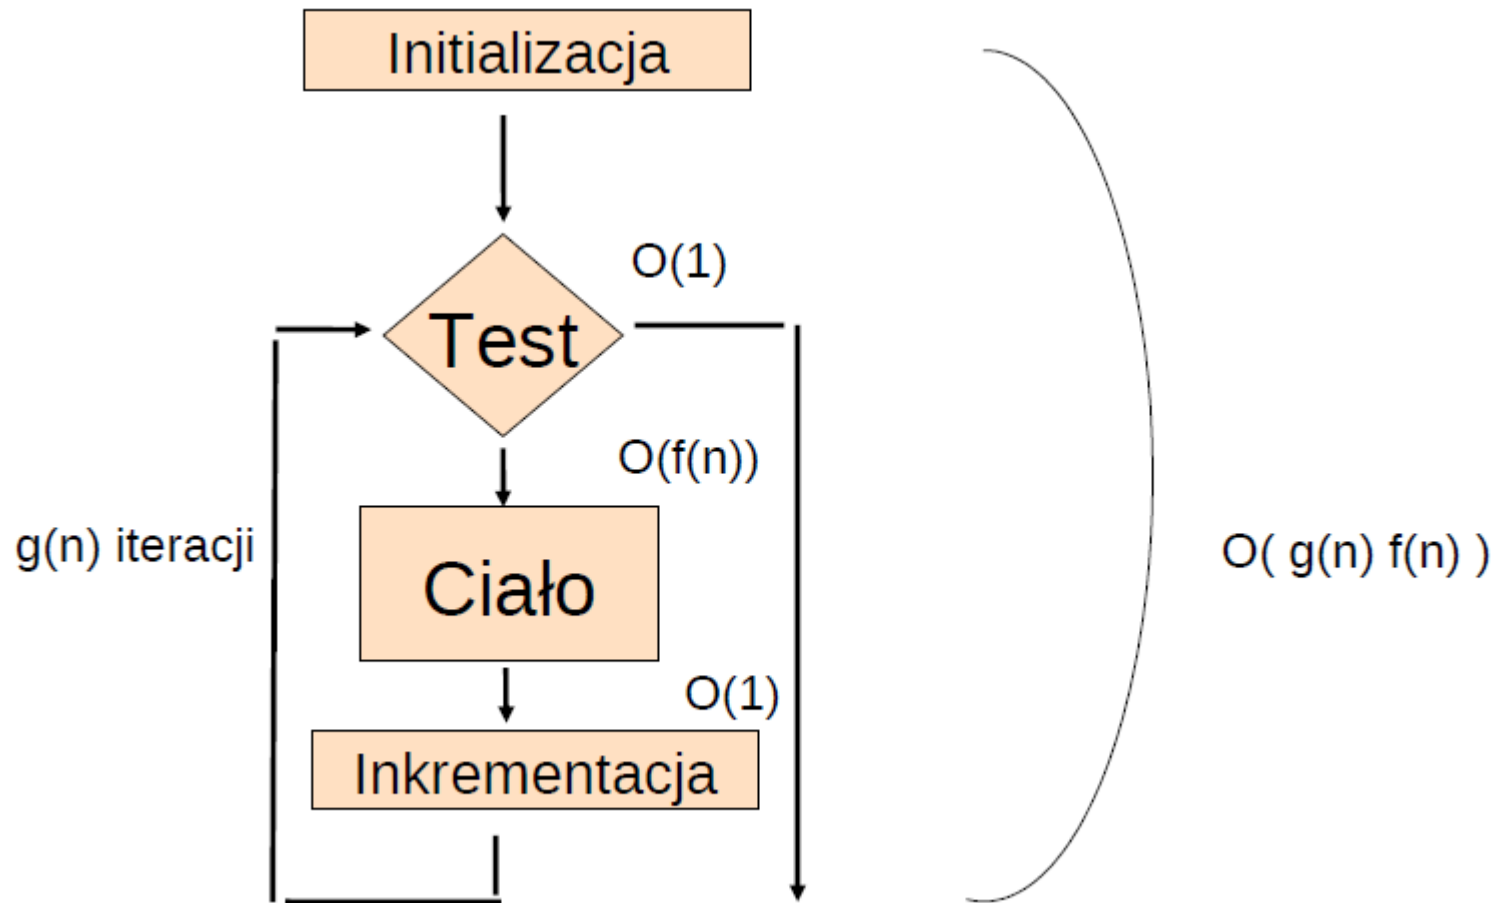 Initializacja
O(1)
Test
O(f(n))
g(n) iteracji
O( g(n) f(n) )
Ciało
O(1)
Inkrementacja